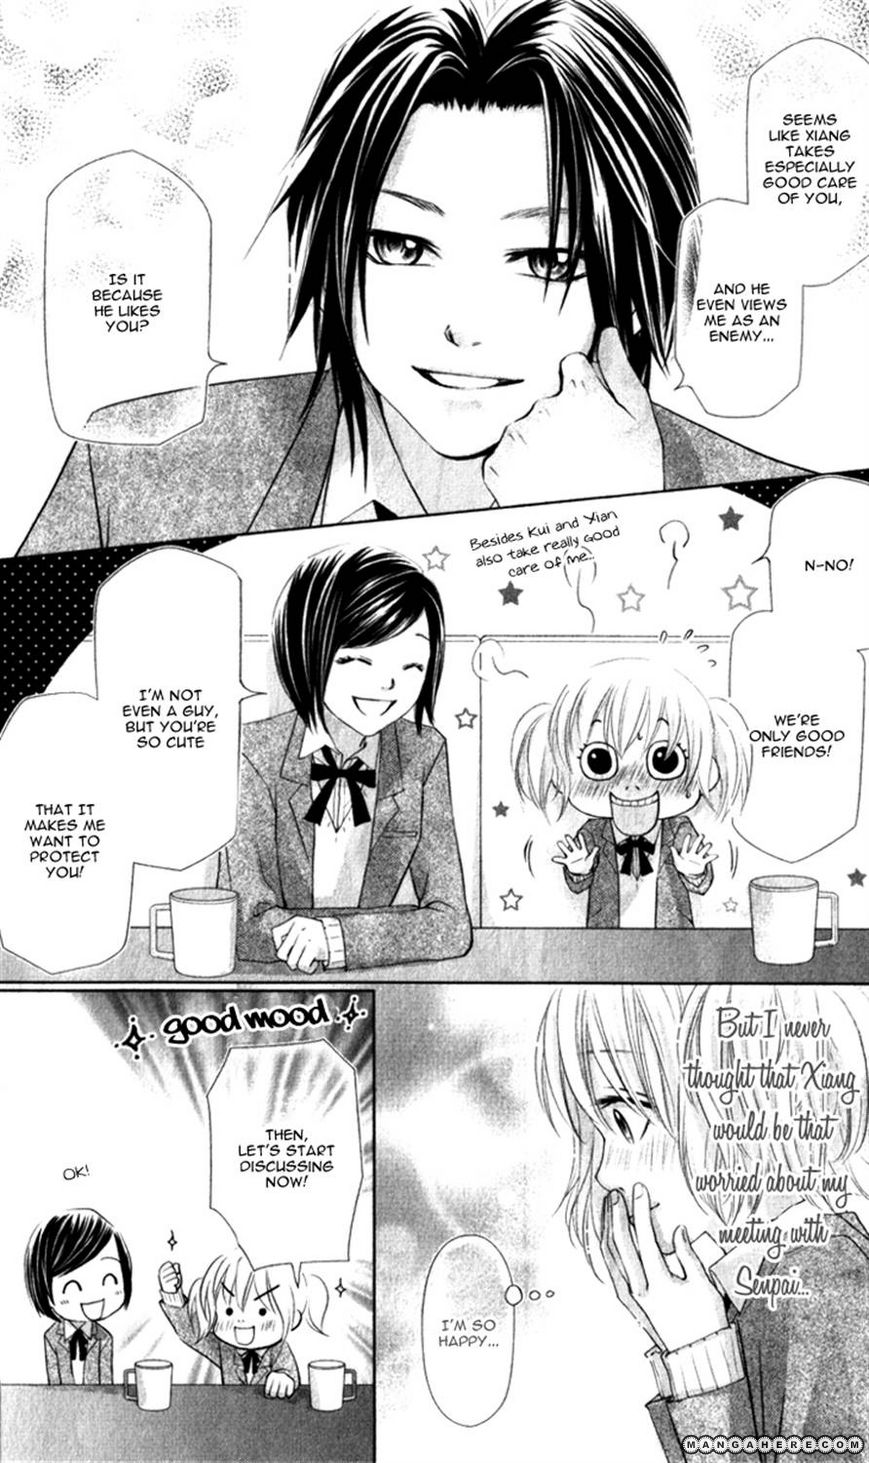 SEEMS
LIKE XIANG
TAKES
ESPECIALLY
GOOD CARE
OF YOU,
AND HE
EVEN VIEWS
ME AS AN
ENEMY...
IS IT
BECAUSE
HE LIKES
YOU?
N-NO!
WE'RE
ONLY GOOD
FRIENDS!
Besides Kui and Xian
also take really good
care of me...
I'M NOT
EVEN A GUY,
BUT YOU'RE
SO CUTE
THAT IT
MAKES ME
WANT TO
PROTECT
YOU!
But I never
thought that Xiang
would be that
worried about my
meeting with
Senpai...
I'M SO
HAPPY...
good mood
THEN,
LET'S START
DISCUSSING
NOW!
OK!
MANGAHERE.COM